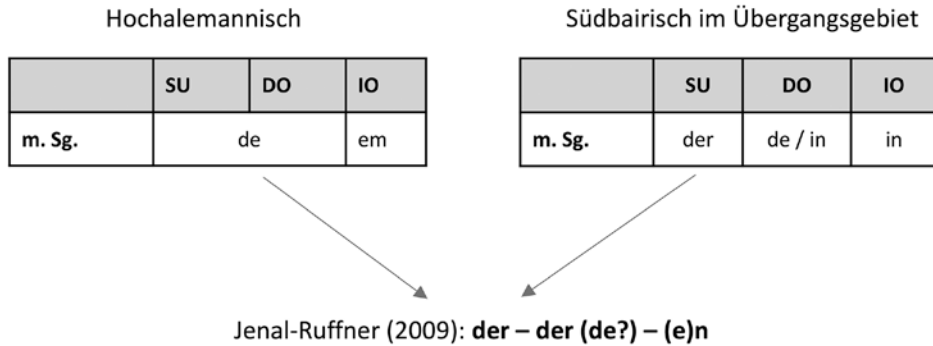 Hochalemannisch Südbairisch im Übergangsgebiet
SU DO IO SU DO IO
m. Sg. de em m. Sg. der de / in in
Jenal-Ruffner (2009): der – der (de?) – (e)n